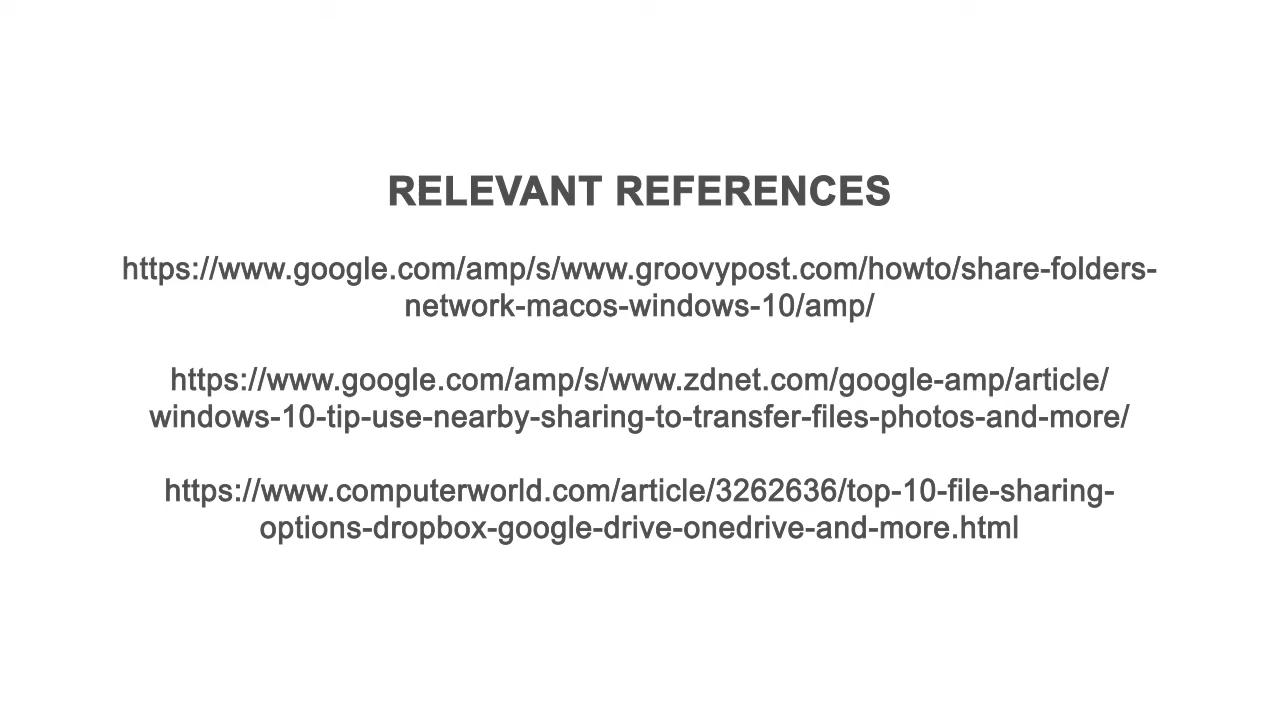 RELEVANT REFERENCES
https://www.google.com/amp/s/www.groovypost.com/howto/share-folders-
network-macos-windows-10/amp/
https://www.google.com/amp/s/www.zdnet.com/google-amp/article/
windows-10-tip-use-nearby-sharing-to-transfer-files-photos-and-more/
https://www.computerworld.com/article/3262636/top-10-file-sharing-
options-dropbox-google-drive-onedrive-and-more.html